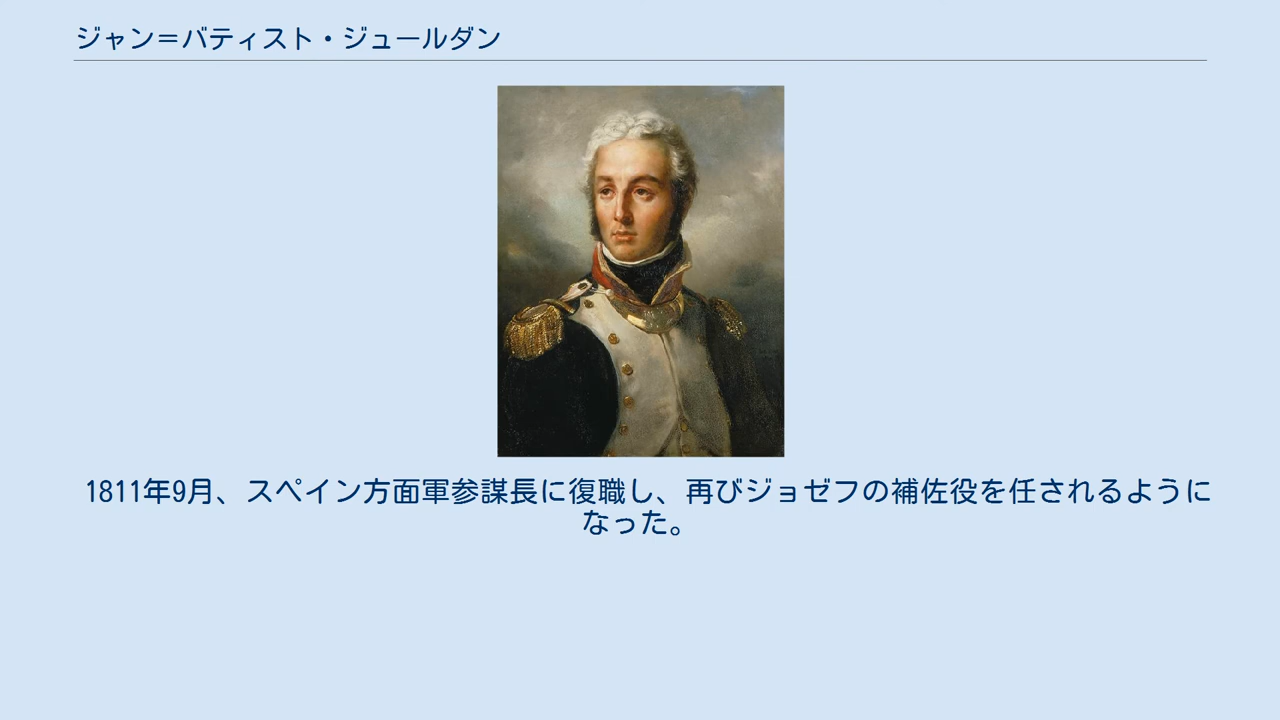 ジャン＝バティスト・ジュールダン
1811年9月、スペイン方面軍参謀長に復職し、再びジョゼフの補佐役を任されるように
なった。